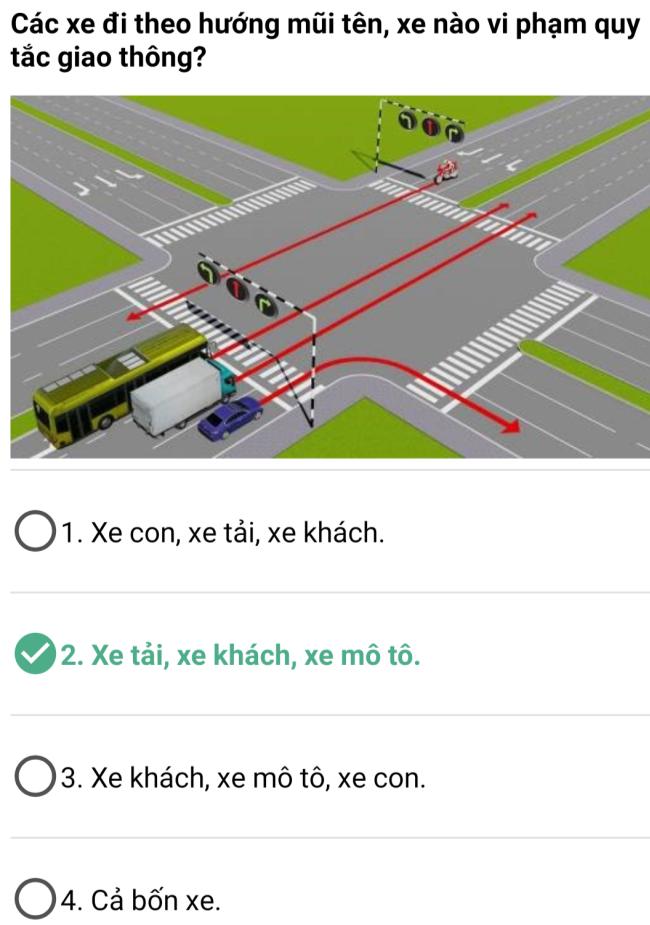 Các xe đi theo hướng mũi tên, xe nào vi phạm quy
tắc giao thông?
1. Xe con, xe tải, xe khách.
2. Xe tải, xe khách, xe mô tô.
3. Xe khách, xe mô tô, xe con.
4. Cả bốn xe.